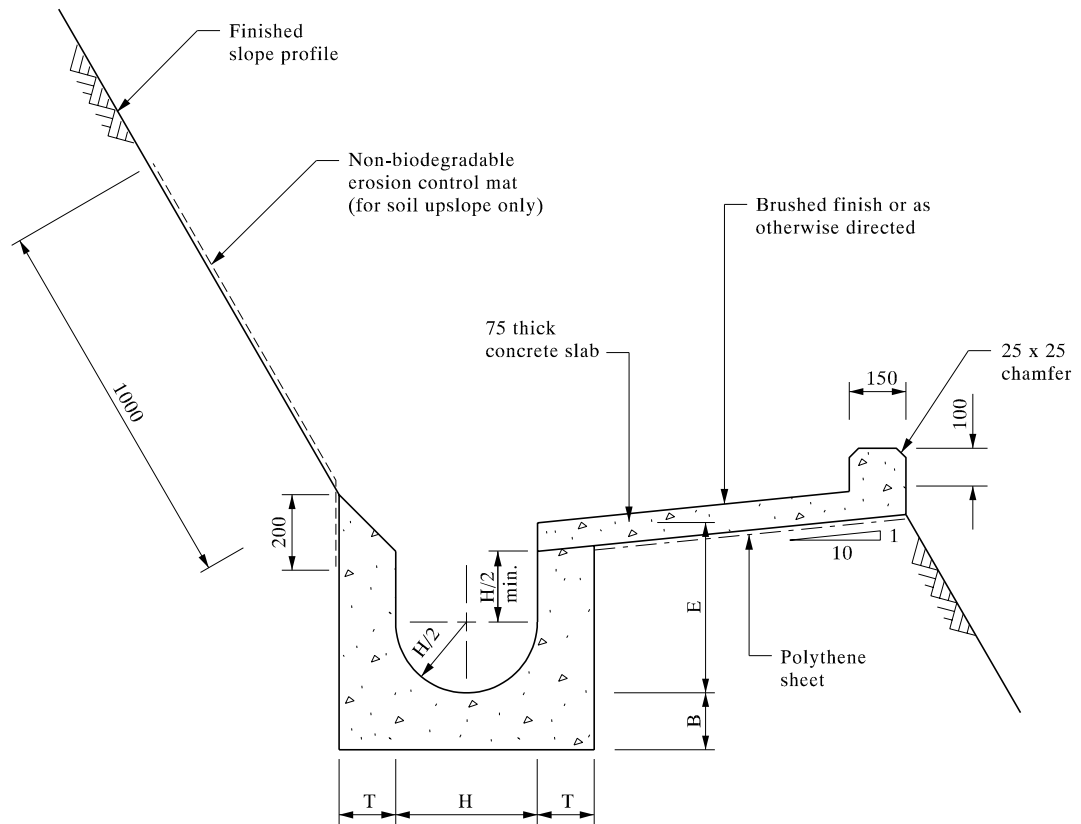 Finished
slope profile
Non-biodegradable
erosion control mat
(for soil upslope only)
Brushed finish or as
otherwise directed
75 thick
concrete slab
25 x 25
chamfer
150
100
1000
200
H/2
min.
H/2
E
1
10
Polythene
sheet
B
T
H
T